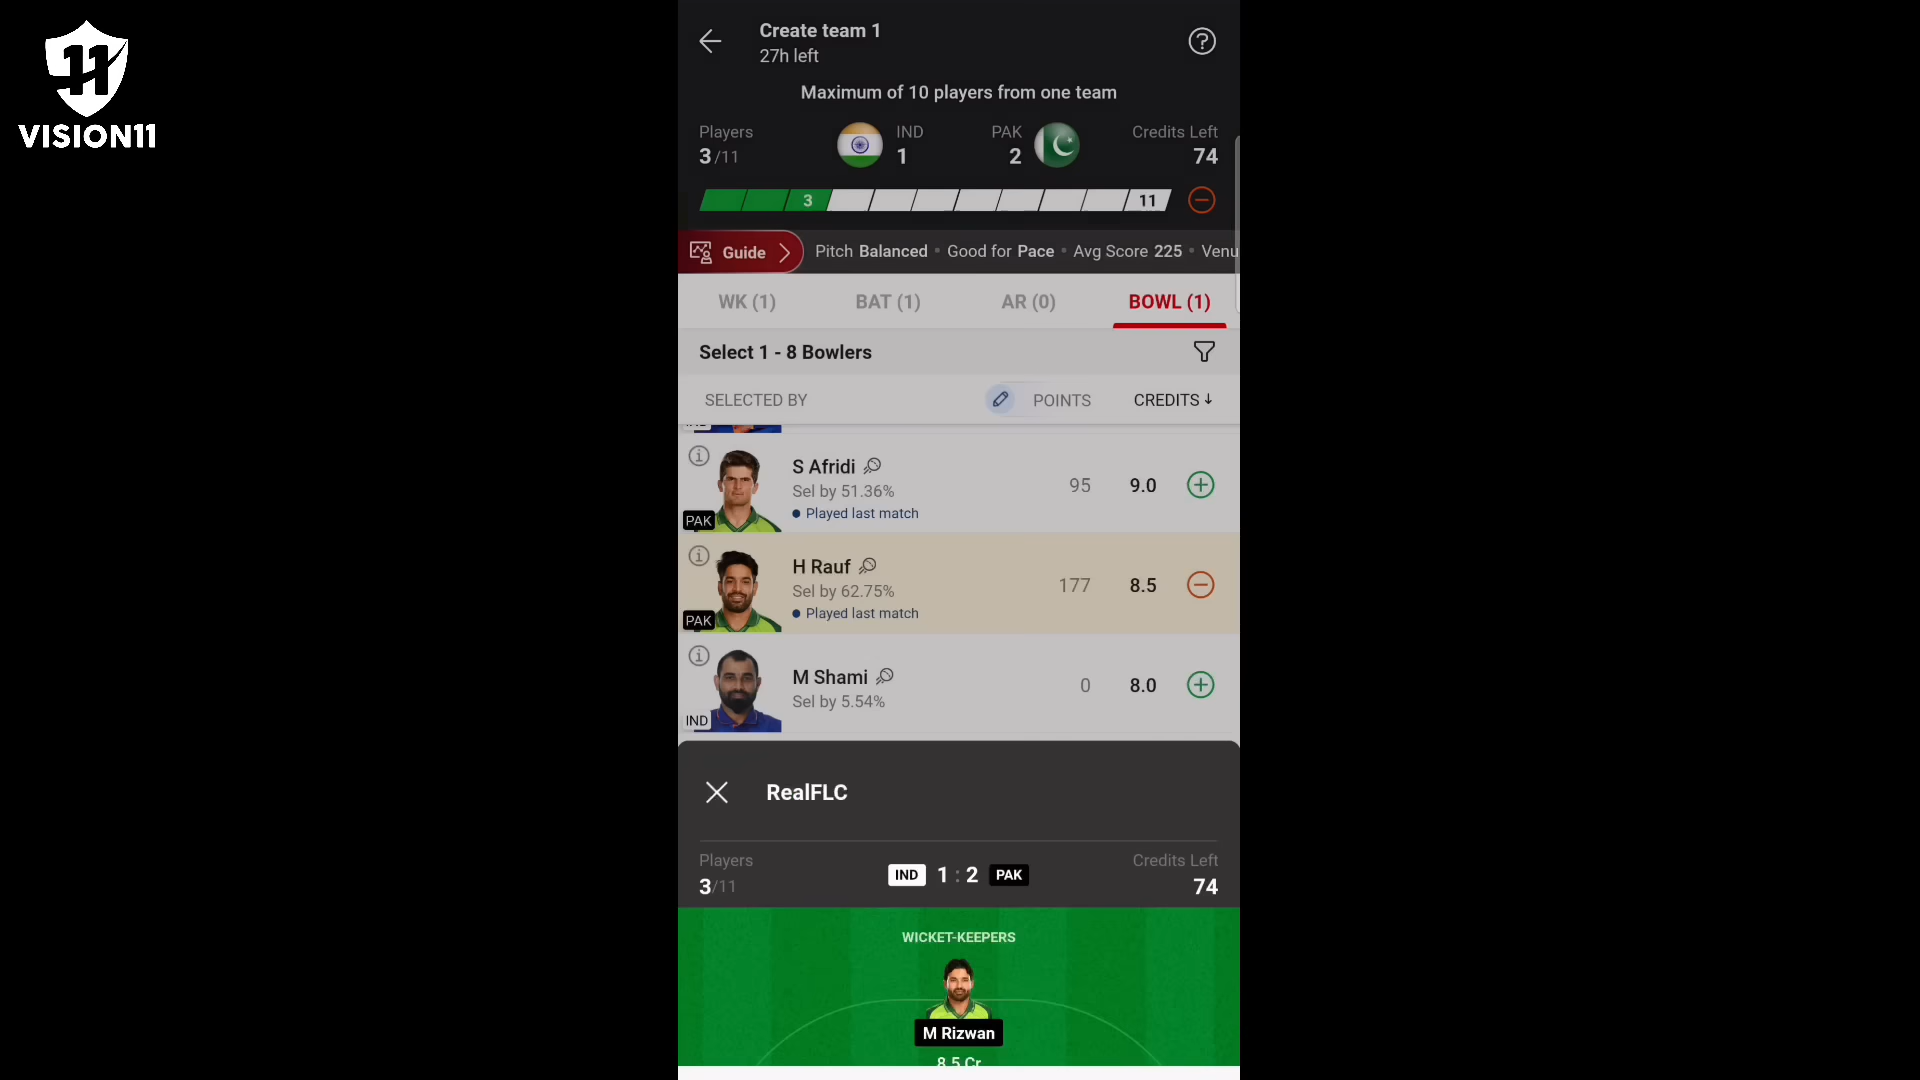 VISION11
Create team 1
27h left
Maximum of 10 players from one team
Players
3/11
IND
1
PAK
2
Credits Left
74
3
11
Guide
Pitch Balanced • Good for Pace • Avg Score 225 • Venu
WK (1)
BAT (1)
AR (0)
BOWL (1)
Select 1 - 8 Bowlers
SELECTED BY
POINTS
CREDITS ↓
S Afridi
Sel by 51.36%
Played last match
PAK
95
9.0
H Rauf
Sel by 62.75%
Played last match
PAK
177
8.5
M Shami
Sel by 5.54%
IND
0
8.0
RealFLC
Players
3/11
IND 1 : 2 PAK
Credits Left
74
WICKET-KEEPERS
M Rizwan
8.5 Cr